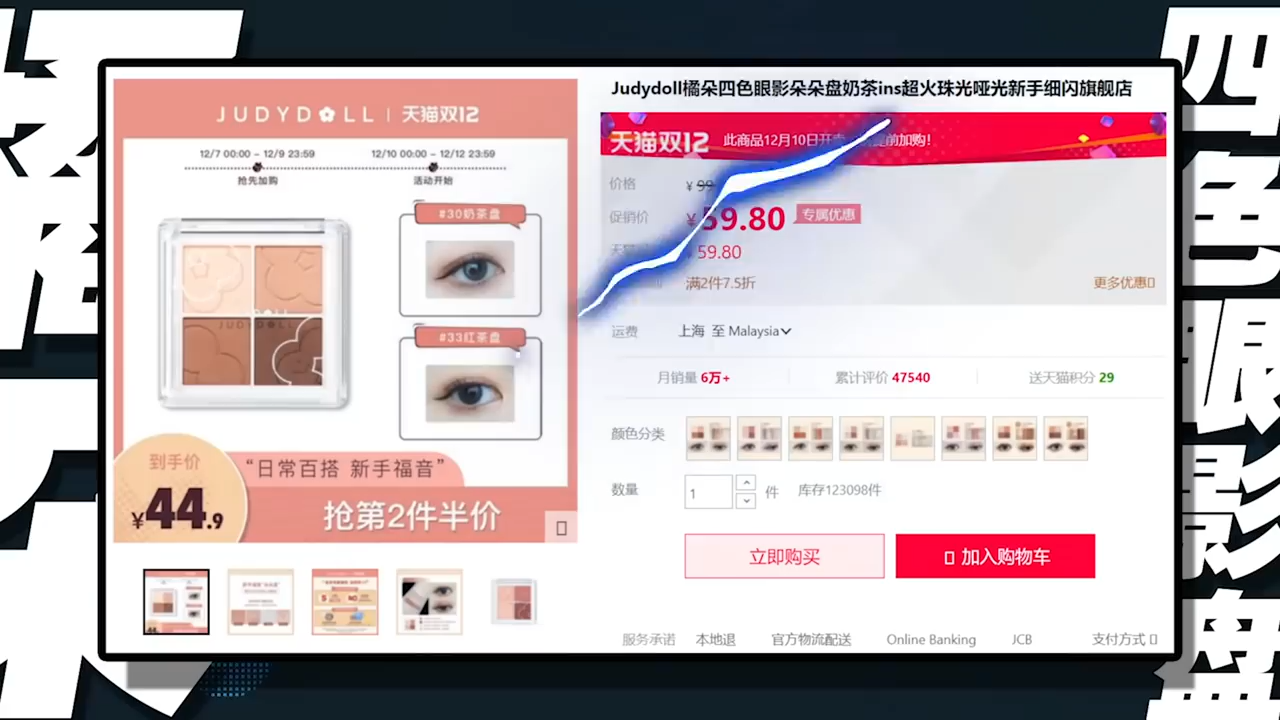 JUDYDOLL | 天猫双12
12/7 00:00 – 12/9 23:59
12/10 00:00 – 12/12 23:59
抢先加购
活动开始
#30奶茶盘
#33红茶盘
JUDYDOLL
到手价
¥44.9
“日常百搭 新手福音”
抢第2件半价
Judydoll橘朵四色眼影朵朵盘奶茶ins超火珠光哑光新手细闪旗舰店
天猫双12
此商品12月10日开
前加购!
价格
¥99
促销价
¥59.80
专属优惠
59.80
满2件7.5折
更多优惠
运费
上海 至 Malaysia
月销量 6万+
累计评价 47540
送天猫积分 29
颜色分类
数量
1
件
库存123098件
立即购买
加入购物车
服务承诺
本地退
官方物流配送
Online Banking
JCB
支付方式
四色眼影盘